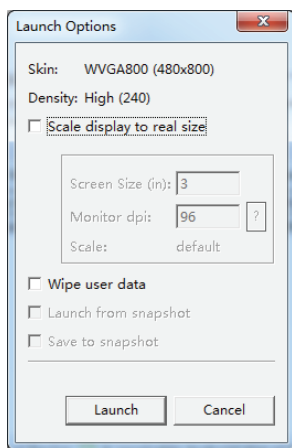 Launch Options
Skin: WVGA800 (480x800)
Density: High (240)
Scale display to real size
Screen Size (in): 3
Monitor dpi: 96 ?
Scale: default
Wipe user data
Launch from snapshot
Save to snapshot
Launch Cancel